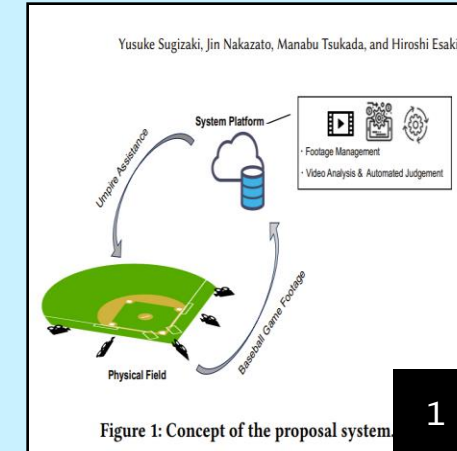 Yusuke Sugizaki, Jin Nakazato, Manabu Tsukada, and Hiroshi Esaki
System Platform
· Footage Management
· Video Analysis & Automated Judgement
Umpire Assistance
Baseball Game Footage
Physical Field
Figure 1: Concept of the proposal system.
1